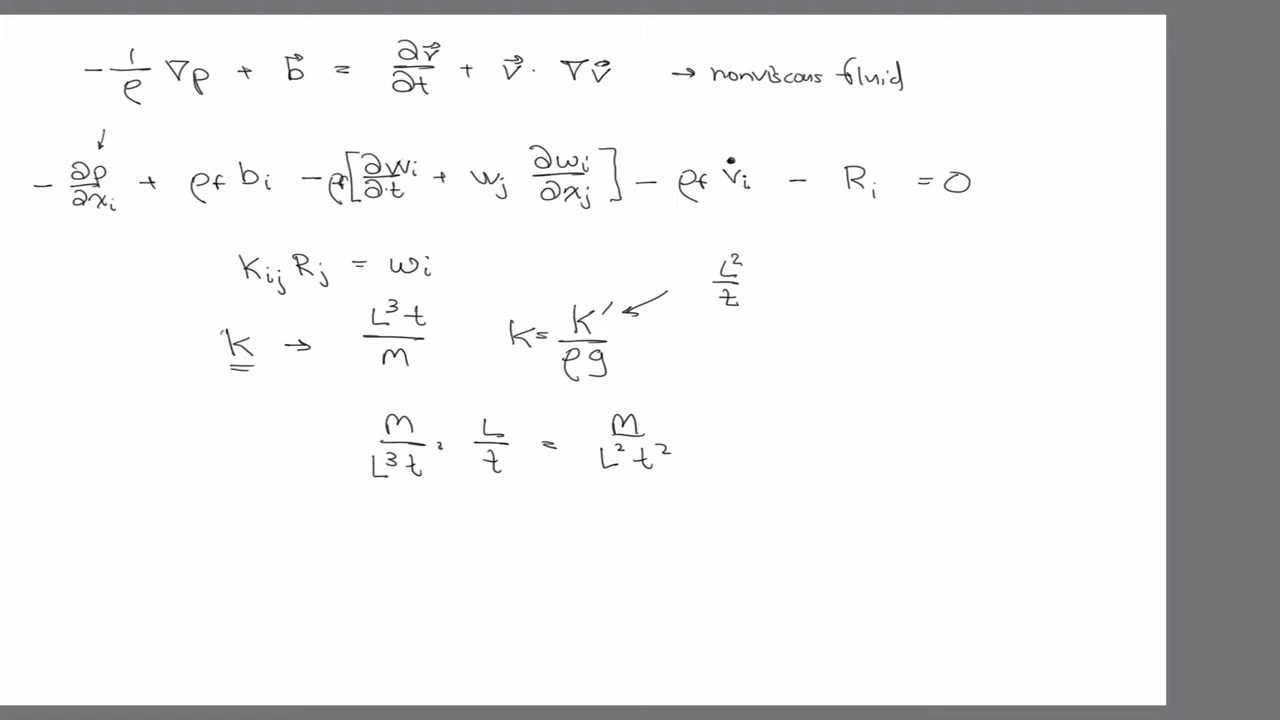 -1/ρ ∇p + b⃗ = ∂v⃗/∂t + v⃗ · ∇v⃗ → nonviscous fluid
- ∂p/∂xᵢ + ρf bᵢ - ρf [∂wᵢ/∂t + wⱼ ∂wᵢ/∂xⱼ] - ρf v̇ᵢ - Rᵢ = 0
Kᵢⱼ Rⱼ = wᵢ
k → L³t/M K = K′/ρg ← L²/t
M/L³t · L/t = M/L²t²